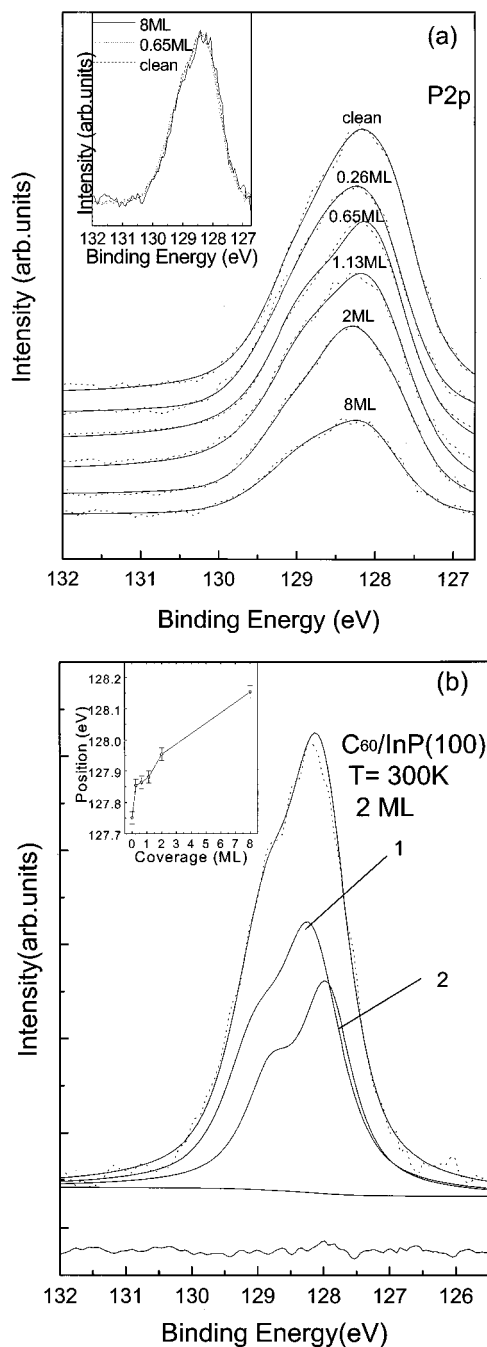 8ML
0.65ML
clean
(a)
P2p
Intensity (arb.units)
132 131 130 129 128 127
Binding Energy (eV)
clean
0.26ML
0.65ML
1.13ML
2ML
8ML
Intensity (arb.units)
132 131 130 129 128 127
Binding Energy (eV)
(b)
128.2
128.1
128.0
127.9
127.8
127.7
Position (eV)
0 1 2 3 4 5 6 7 8
Coverage (ML)
C60/InP(100)
T= 300K
2 ML
1
2
Intensity(arb.units)
132 131 130 129 128 127 126
Binding Energy(eV)